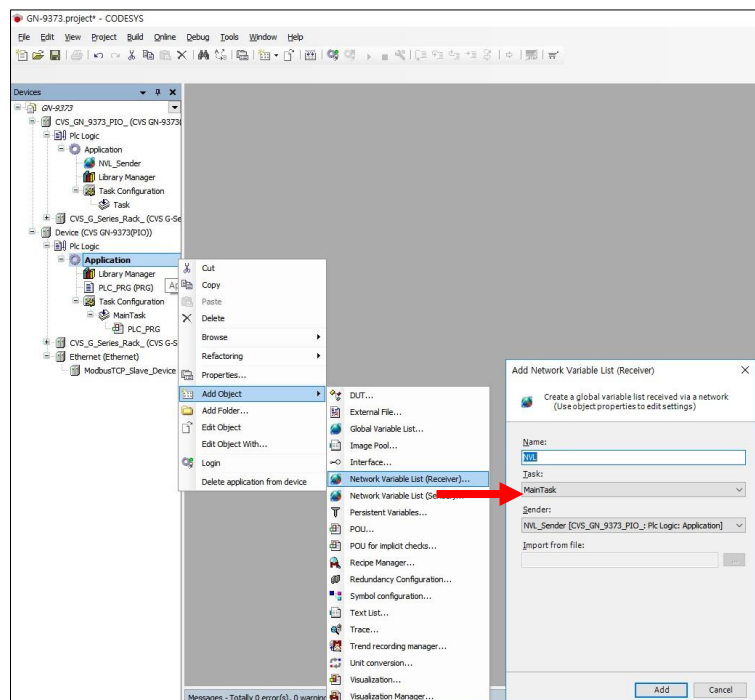 GN-9373.project* - CODESYS
File Edit View Project Build Online Debug Tools Window Help
Devices
GN-9373
CVS_GN_9373_PIO_ (CVS GN-9373(
Plc Logic
Application
NVL_Sender
Library Manager
Task Configuration
Task
CVS_G_Series_Rack_ (CVS G-Se
Device (CVS GN-9373(PIO))
Plc Logic
Application
Library Manager
PLC_PRG (PRG)
Task Configuration
MainTask
PLC_PRG
CVS_G_Series_Rack_ (CVS G-S
Ethernet (Ethernet)
ModbusTCP_Slave_Device
Cut
Copy
Paste
Delete
Browse
Refactoring
Properties...
Add Object
Add Folder...
Edit Object
Edit Object With...
Login
Delete application from device
DUT...
External File...
Global Variable List...
Image Pool...
Interface...
Network Variable List (Receiver)...
Network Variable List (Sender)...
Persistent Variables...
POU...
POU for implicit checks...
Recipe Manager...
Redundancy Configuration...
Symbol configuration...
Text List...
Trace...
Trend recording manager...
Unit conversion...
Visualization...
Visualization Manager...
Add Network Variable List (Receiver)
Create a global variable list received via a network
(Use object properties to edit settings)
Name:
NVL
Task:
MainTask
Sender:
NVL_Sender [CVS_GN_9373_PIO_: Plc Logic: Application]
Import from file:
...
Add Cancel
Messages - Totally 0 error(s), 0 warnin